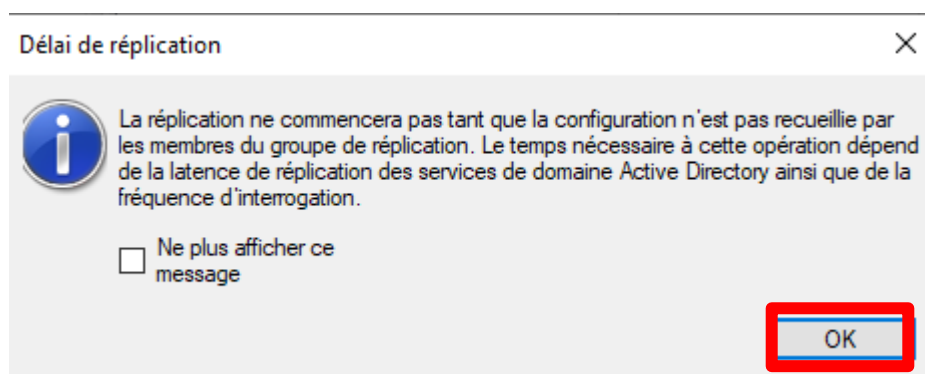 Délai de réplication
La réplication ne commencera pas tant que la configuration n'est pas recueillie par
les membres du groupe de réplication. Le temps nécessaire à cette opération dépend
de la latence de réplication des services de domaine Active Directory ainsi que de la
fréquence d'interrogation.
Ne plus afficher ce
message
OK